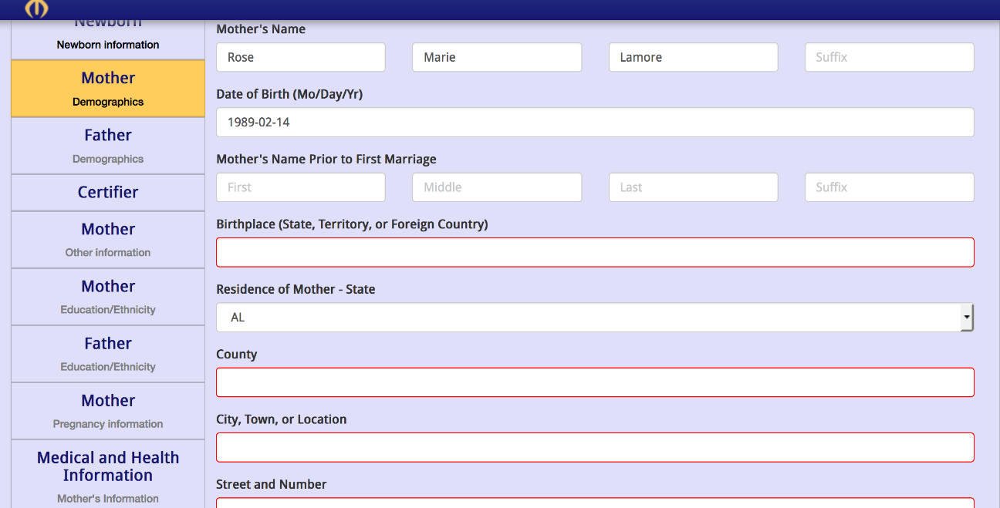 Newborn
Newborn information
Mother
Demographics
Father
Demographics
Certifier
Mother
Other information
Mother
Education/Ethnicity
Father
Education/Ethnicity
Mother
Pregnancy information
Medical and Health
Information
Mother's Information
Mother's Name
Rose Marie Lamore Suffix
Date of Birth (Mo/Day/Yr)
1989-02-14
Mother's Name Prior to First Marriage
First Middle Last Suffix
Birthplace (State, Territory, or Foreign Country)
Residence of Mother - State
AL
County
City, Town, or Location
Street and Number